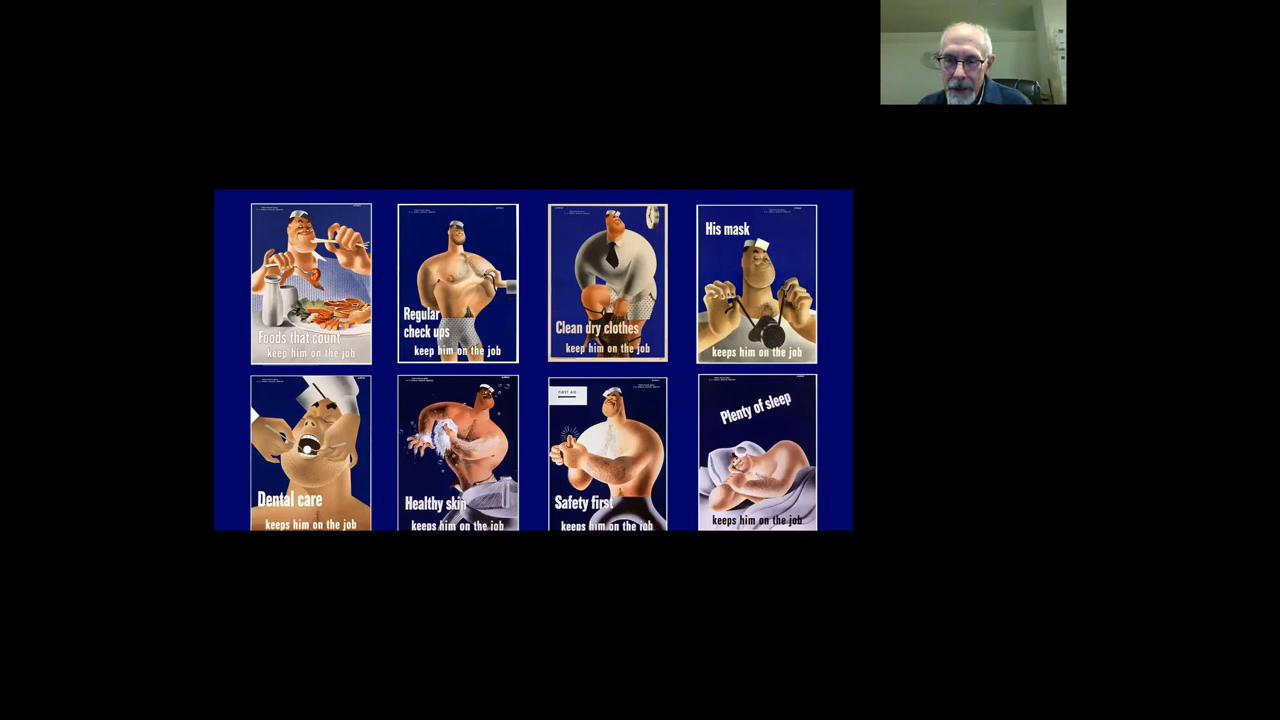 Foods that count
keep him on the job
Regular
check ups
keep him on the job
Clean dry clothes
keep him on the job
His mask
keeps him on the job
Dental care
keeps him on the job
Healthy skin
keeps him on the job
FIRST AID
Safety first
keeps him on the job
Plenty of sleep
keeps him on the job